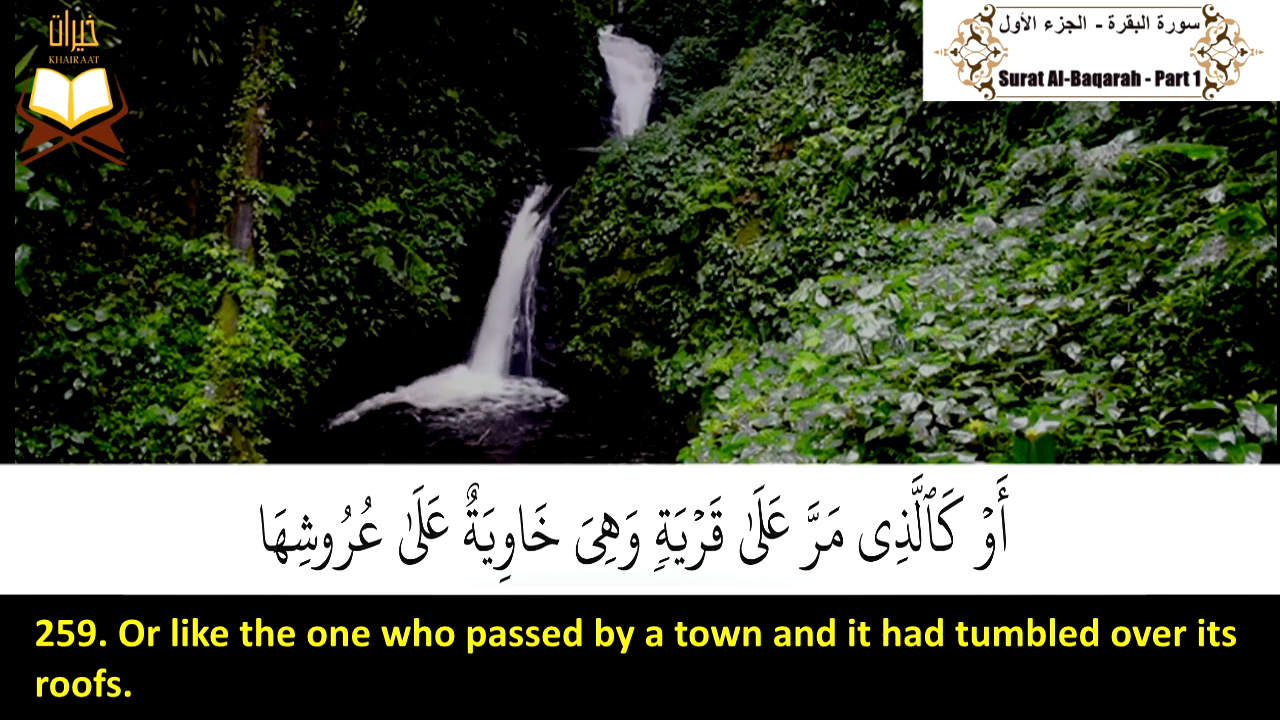 خيرات
KHAIRAAT
سورة البقرة - الجزء الأول
Surat Al-Baqarah - Part 1
أَوْ كَٱلَّذِى مَرَّ عَلَىٰ قَرْيَةٍ وَهِىَ خَاوِيَةٌ عَلَىٰ عُرُوشِهَا
259. Or like the one who passed by a town and it had tumbled over its
roofs.